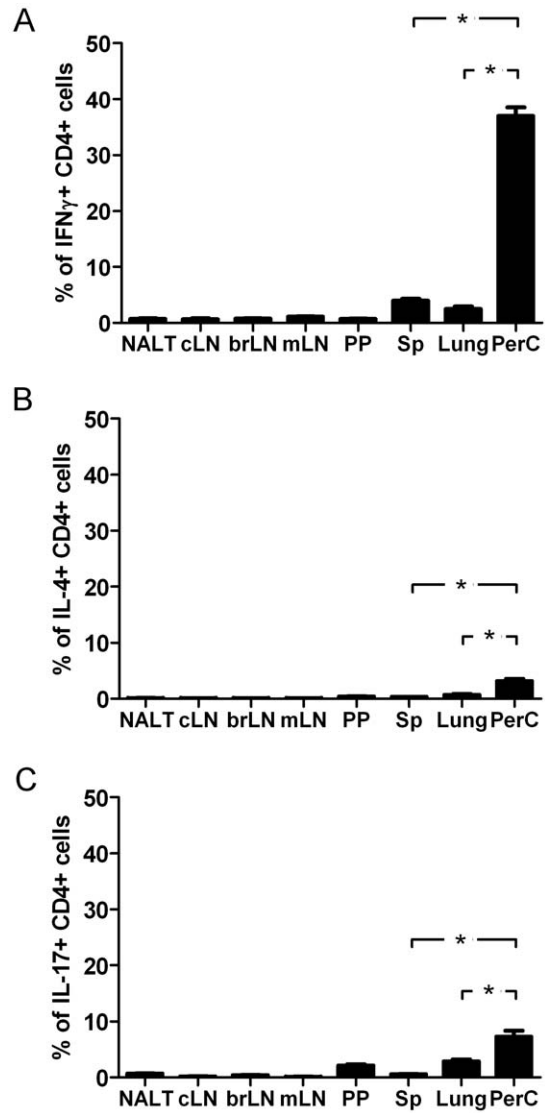 A
% of IFNγ+ CD4+ cells
50
40
30
20
10
0
* 
*
NALT cLN brLN mLN PP Sp Lung PerC
B
% of IL-4+ CD4+ cells
50
40
30
20
10
0
*
*
NALT cLN brLN mLN PP Sp Lung PerC
C
% of IL-17+ CD4+ cells
50
40
30
20
10
0
*
*
NALT cLN brLN mLN PP Sp Lung PerC